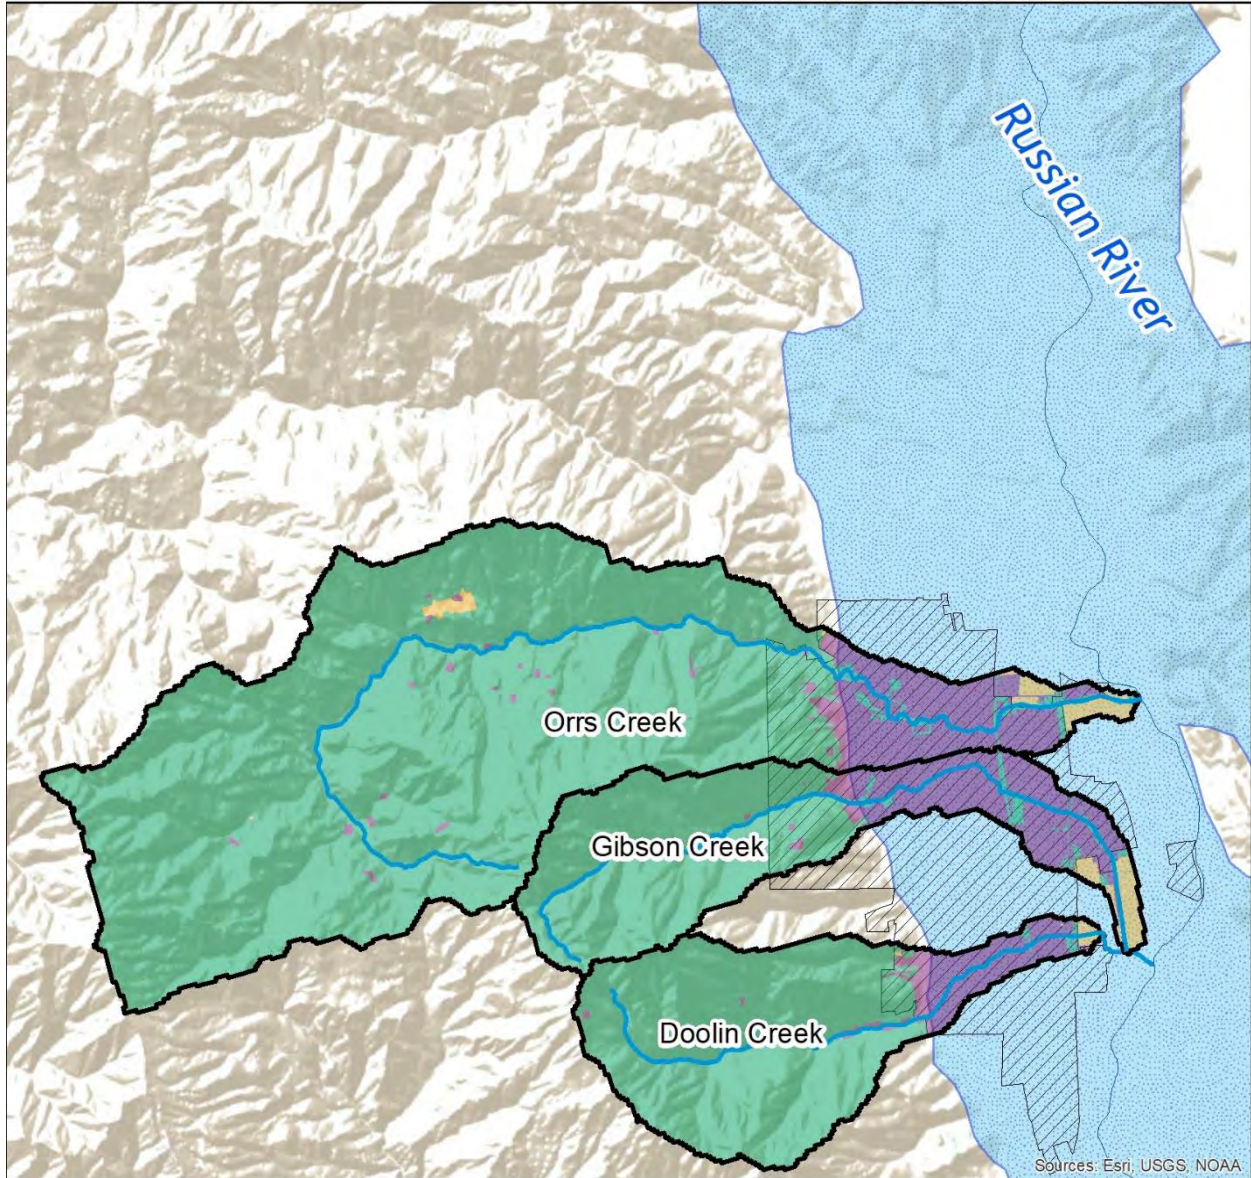 Russian River
Orrs Creek
Gibson Creek
Doolin Creek
Sources: Esri, USGS, NOAA